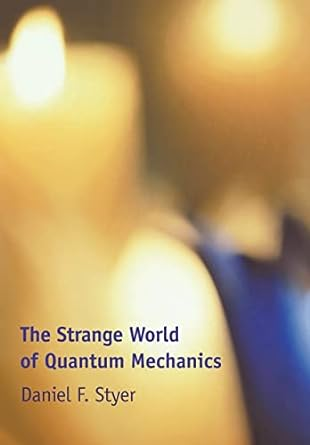 The Strange World
of Quantum Mechanics
Daniel F. Styer